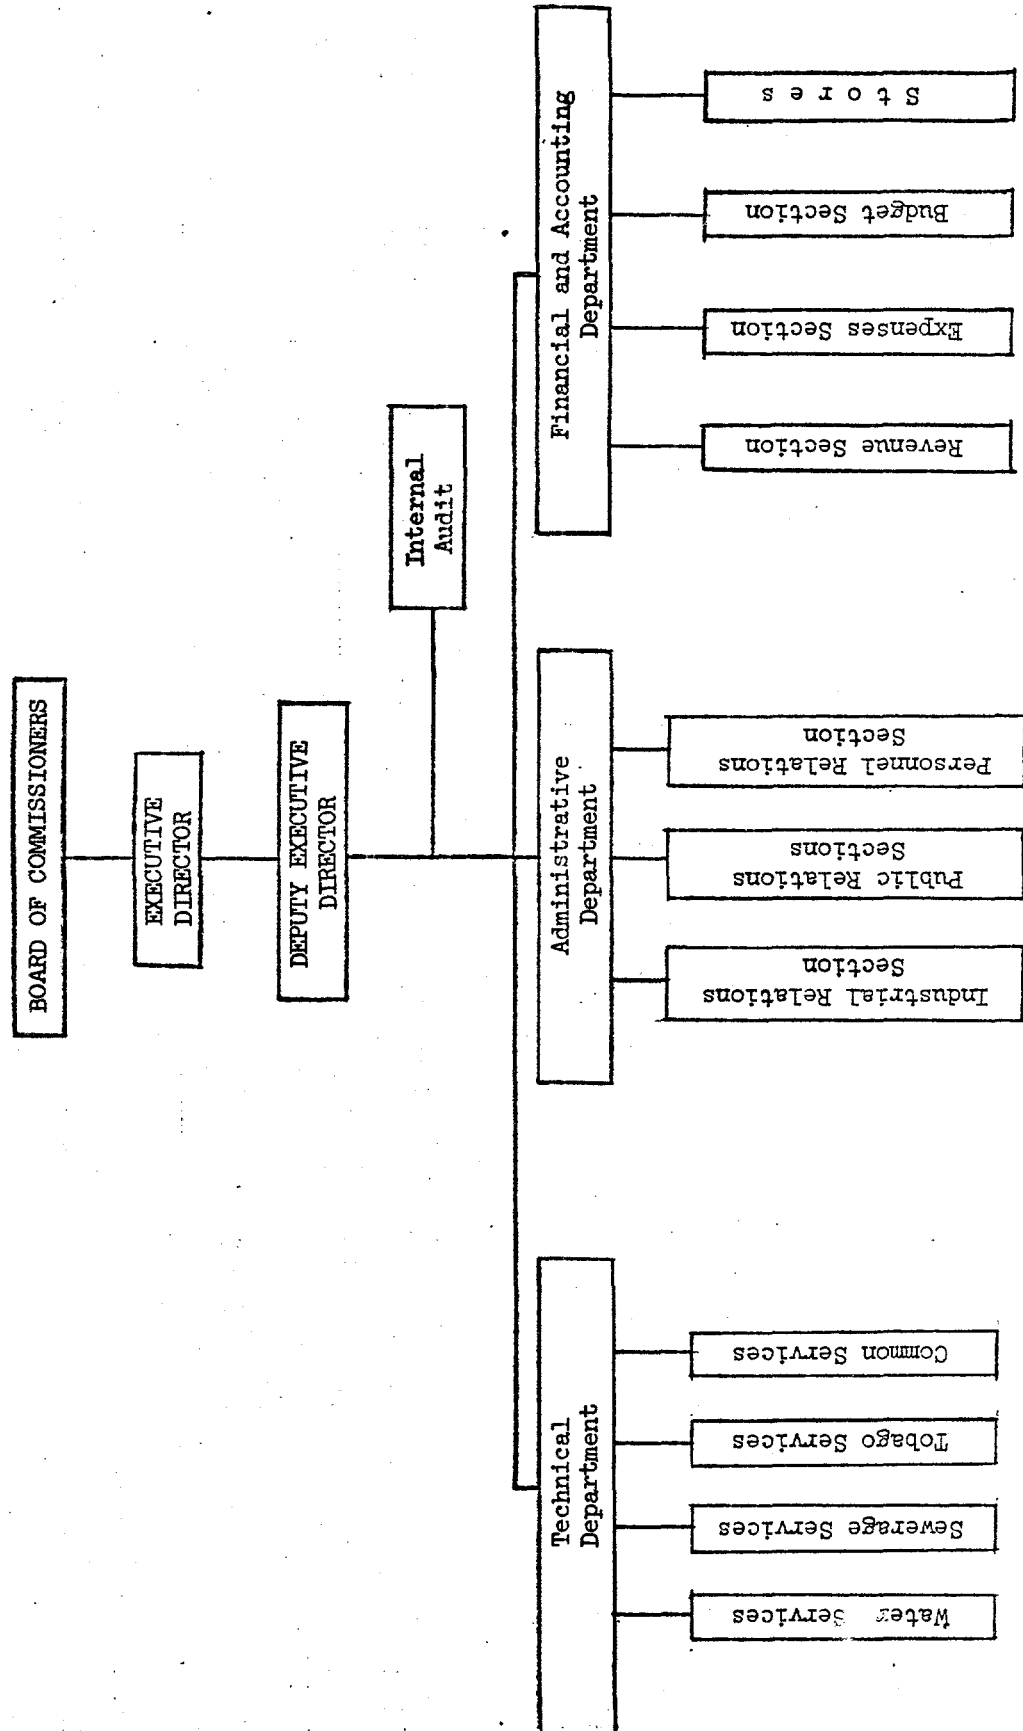 BOARD OF COMMISSIONERS
EXECUTIVE
DIRECTOR
DEPUTY EXECUTIVE
DIRECTOR
Internal
Audit
Technical
Department
Administrative
Department
Financial and Accounting
Department
Water Services
Sewerage Services
Tobago Services
Common Services
Industrial Relations
Section
Public Relations
Sections
Personnel Relations
Section
Revenue Section
Expenses Section
Budget Section
Stores